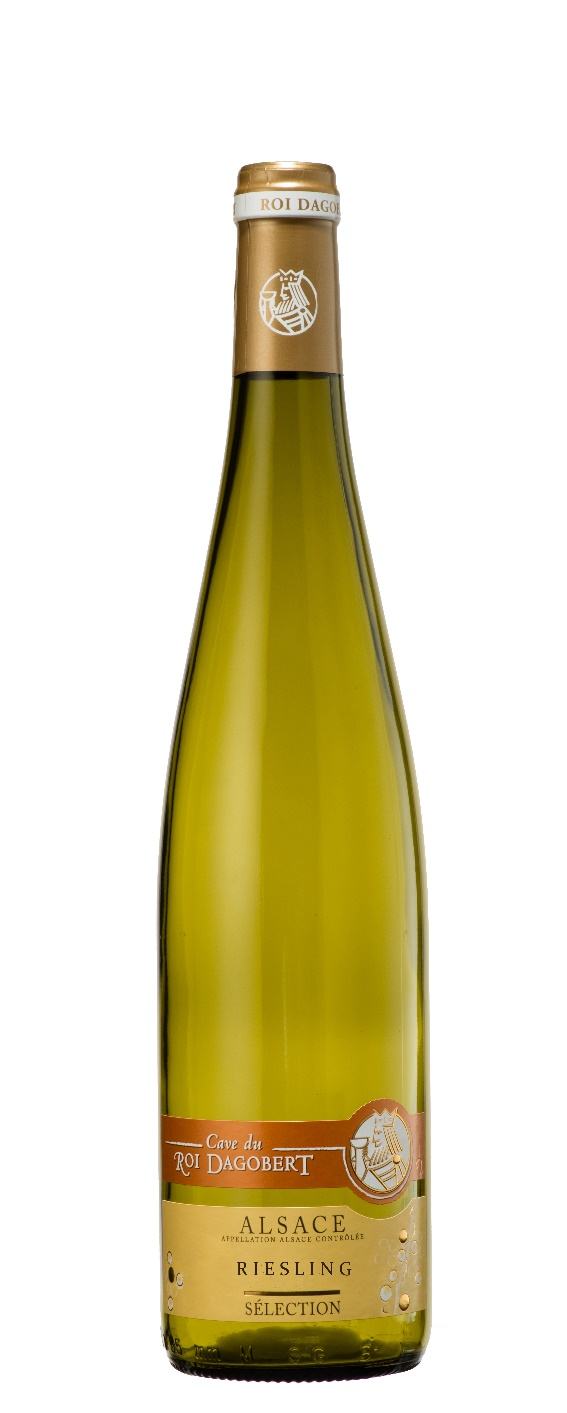 ROI DAGOB
Cave du
ROI DAGOBERT
ALSACE
APPELLATION ALSACE CONTRÔLÉE
RIESLING
SÉLECTION